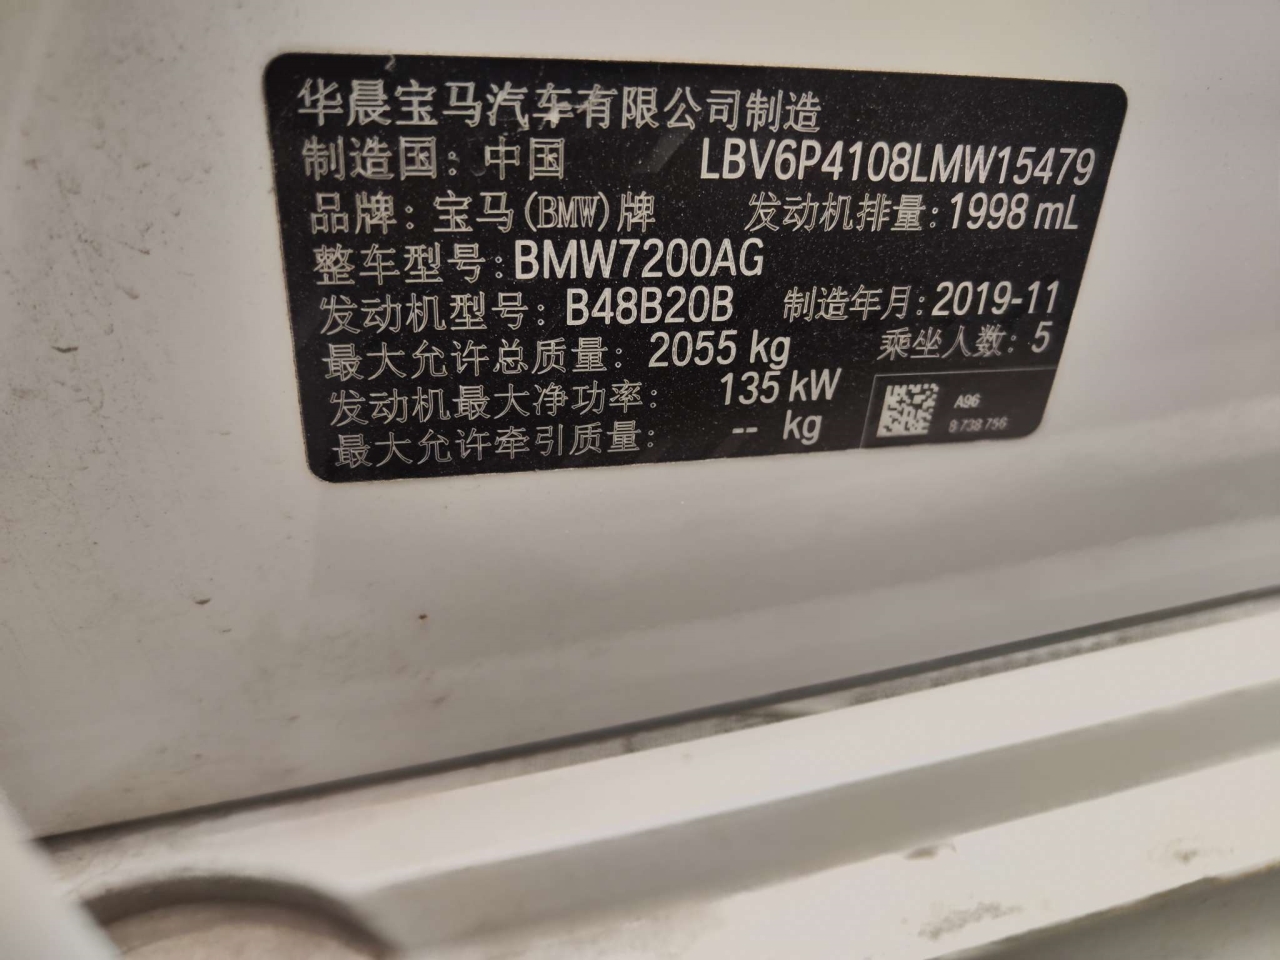 华晨宝马汽车有限公司制造
制造国：中国 LBV6P4108LMW15479
品牌：宝马(BMW)牌 发动机排量：1998 mL
整车型号：BMW7200AG
发动机型号：B48B20B 制造年月：2019-11
最大允许总质量：2055 kg 乘坐人数：5
发动机最大净功率：135 kW
最大允许牵引质量：-- kg
A96
8 738 756